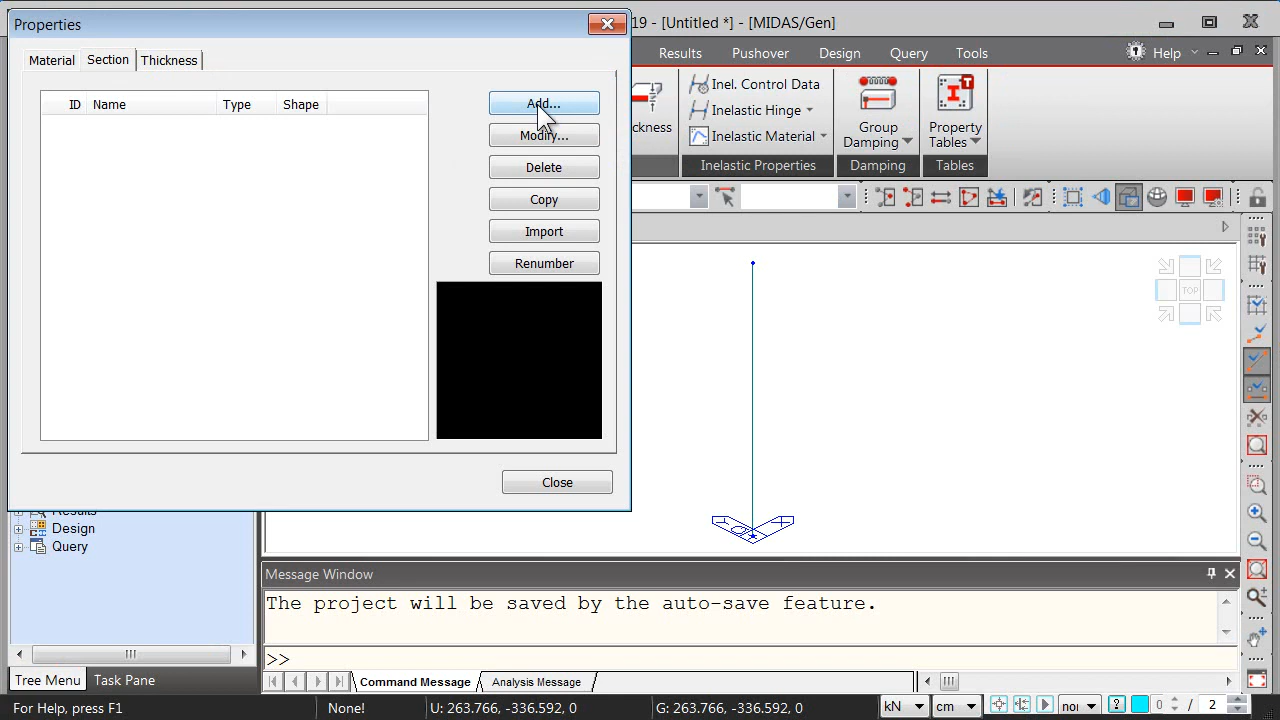 Properties
19 - [Untitled *] - [MIDAS/Gen]
Results
Pushover
Design
Query
Tools
Help
Material
Section
Thickness
ID
Name
Type
Shape
Add...
Modify...
Delete
Copy
Import
Renumber
Close
Inel. Control Data
Inelastic Hinge
Inelastic Material
Inelastic Properties
Group
Damping
Damping
Property
Tables
Tables
TOP
Design
Query
Message Window
The project will be saved by the auto-save feature.
>>
Command Message
Analysis Message
Tree Menu
Task Pane
For Help, press F1
None!
U: 263.766, -336.592, 0
G: 263.766, -336.592, 0
kN
cm
0
/ 2